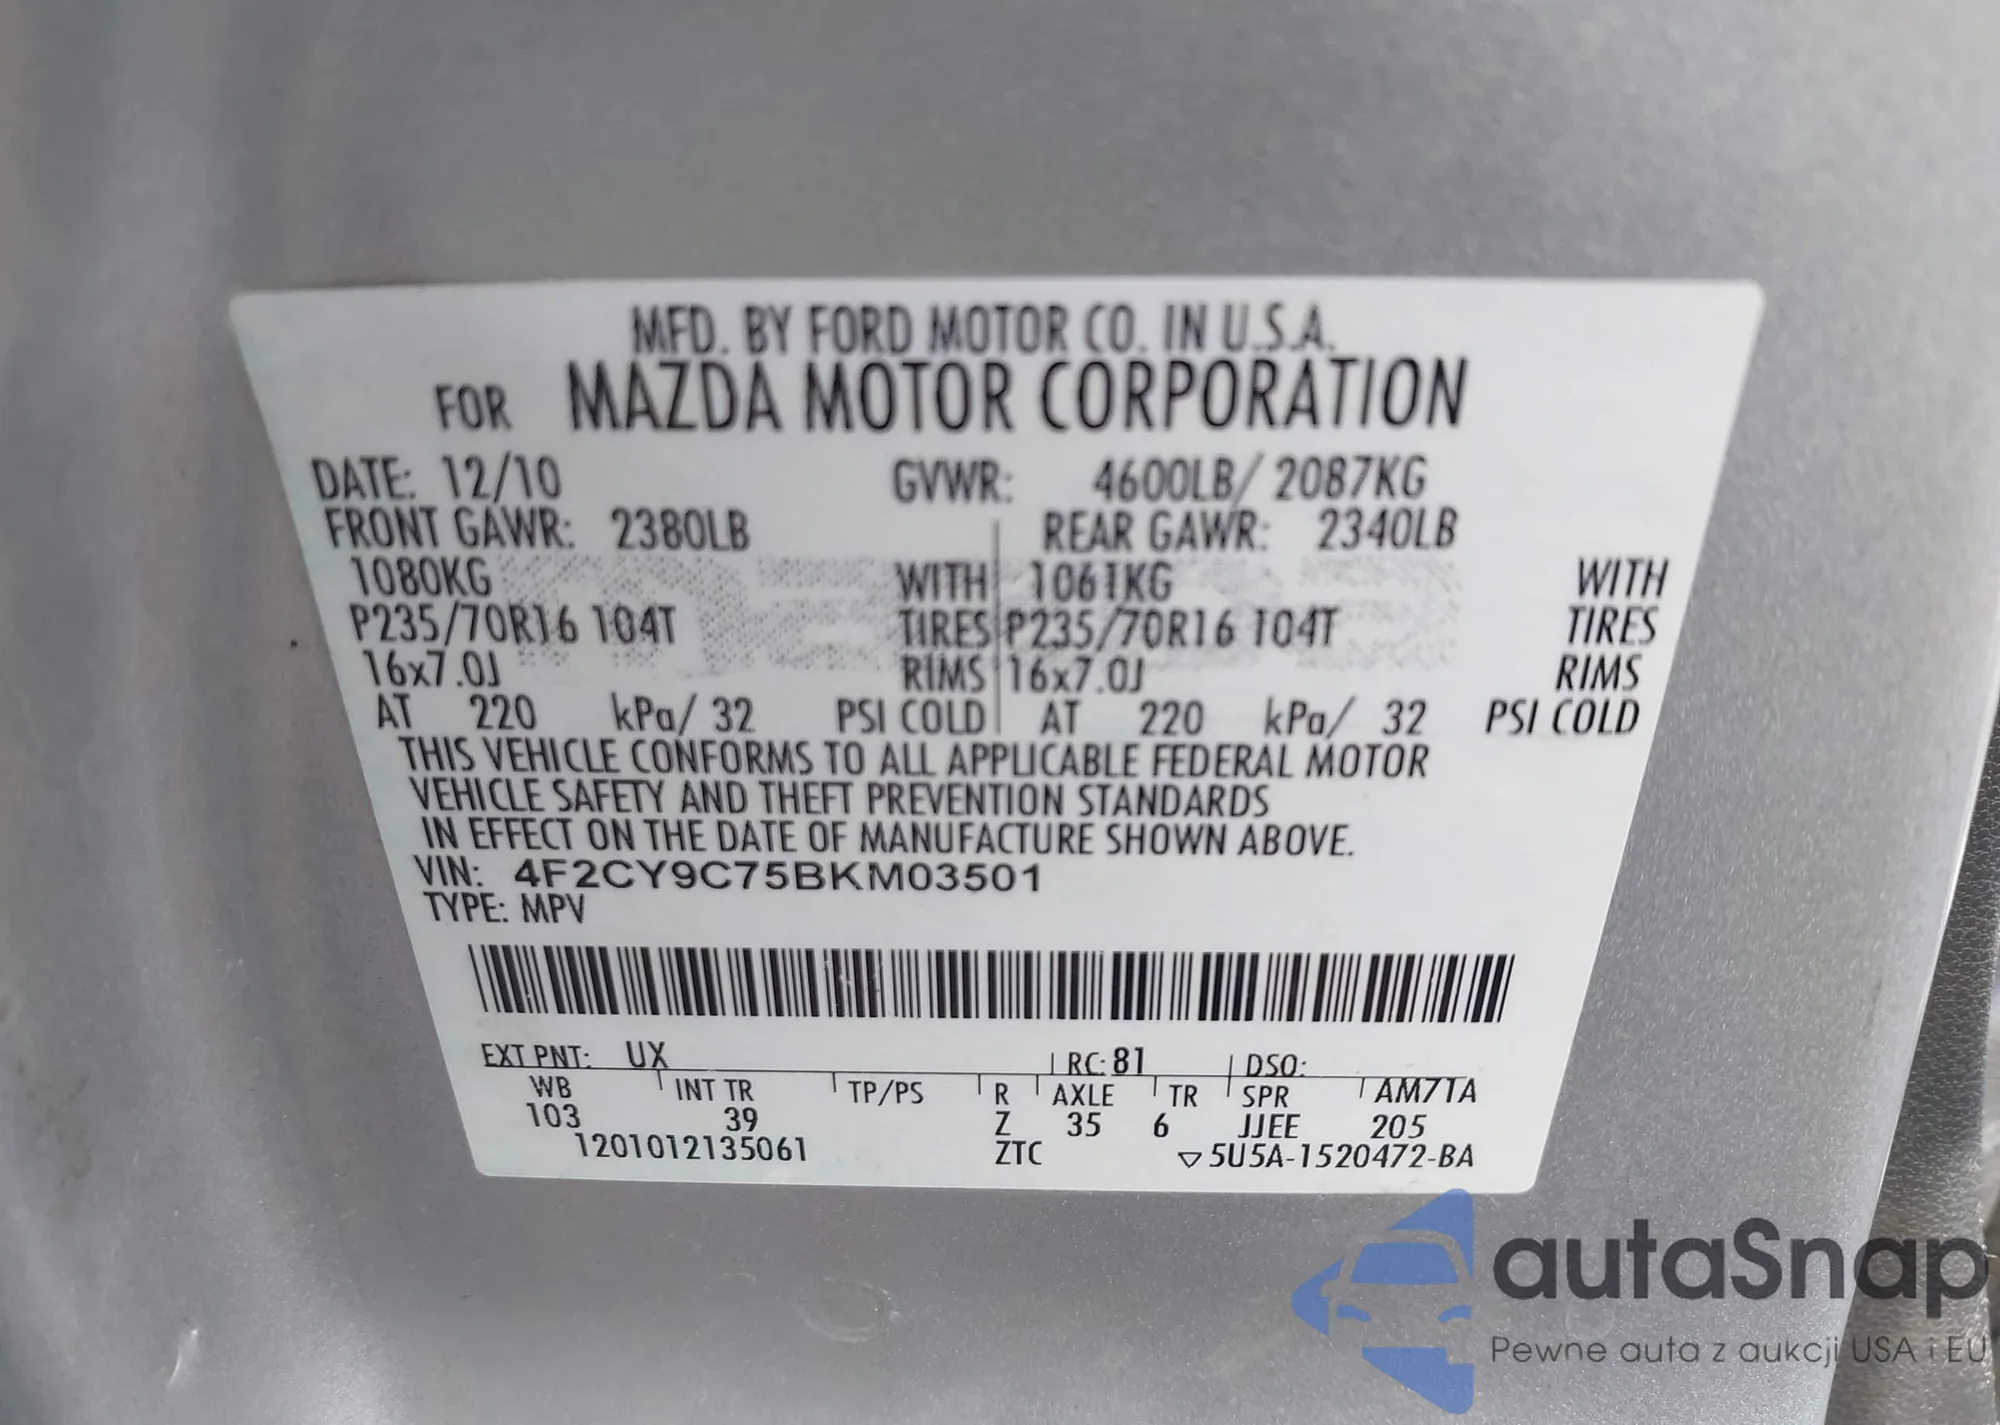 MFD. BY FORD MOTOR CO. IN U.S.A.
FOR MAZDA MOTOR CORPORATION
DATE: 12/10 GVWR: 4600LB/ 2087KG
FRONT GAWR: 2380LB REAR GAWR: 2340LB
1080KG WITH 1061KG WITH
P235/70R16 104T TIRES P235/70R16 104T TIRES
16x7.0J RIMS 16x7.0J RIMS
AT 220 kPa/ 32 PSI COLD AT 220 kPa/ 32 PSI COLD
THIS VEHICLE CONFORMS TO ALL APPLICABLE FEDERAL MOTOR
VEHICLE SAFETY AND THEFT PREVENTION STANDARDS
IN EFFECT ON THE DATE OF MANUFACTURE SHOWN ABOVE.
VIN: 4F2CY9C75BKM03501
TYPE: MPV
EXT PNT: UX RC: 81 DSO:
WB INT TR TP/PS R AXLE TR SPR AM7TA
103 39 Z 35 6 JJEE 205
1201012135061 ZTC ▽5U5A-1520472-BA
autaSnap
Pewne auta z aukcji USA i EU